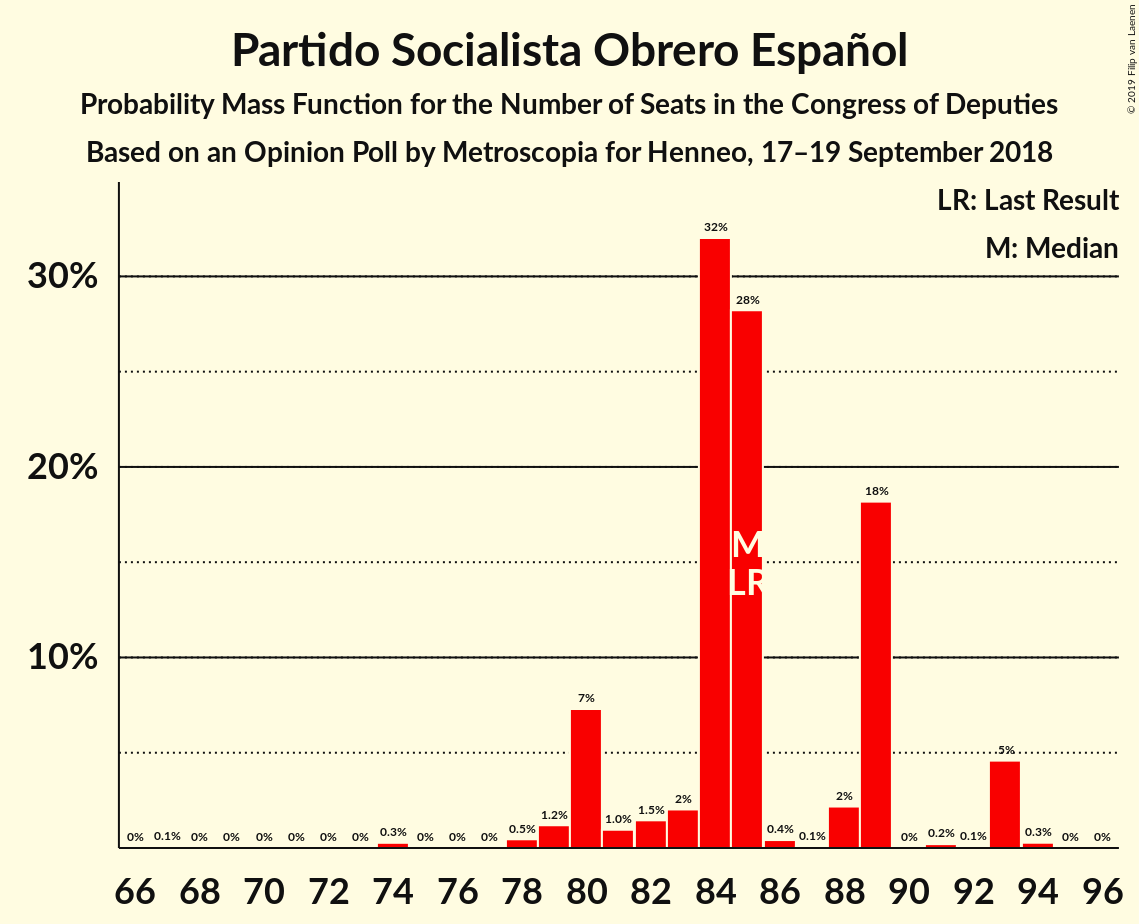 Partido Socialista Obrero Español
Probability Mass Function for the Number of Seats in the Congress of Deputies
Based on an Opinion Poll by Metroscopia for Henneo, 17–19 September 2018
© 2019 Filip van Laenen
LR: Last Result
M: Median
30%
20%
10%
0% 0.1% 0% 0% 0% 0% 0% 0% 0.3% 0% 0% 0% 0.5% 1.2% 7% 1.0% 1.5% 2% 32% 28% 0.4% 0.1% 2% 18% 0% 0.2% 0.1% 5% 0.3% 0% 0%
M
LR
66 68 70 72 74 76 78 80 82 84 86 88 90 92 94 96